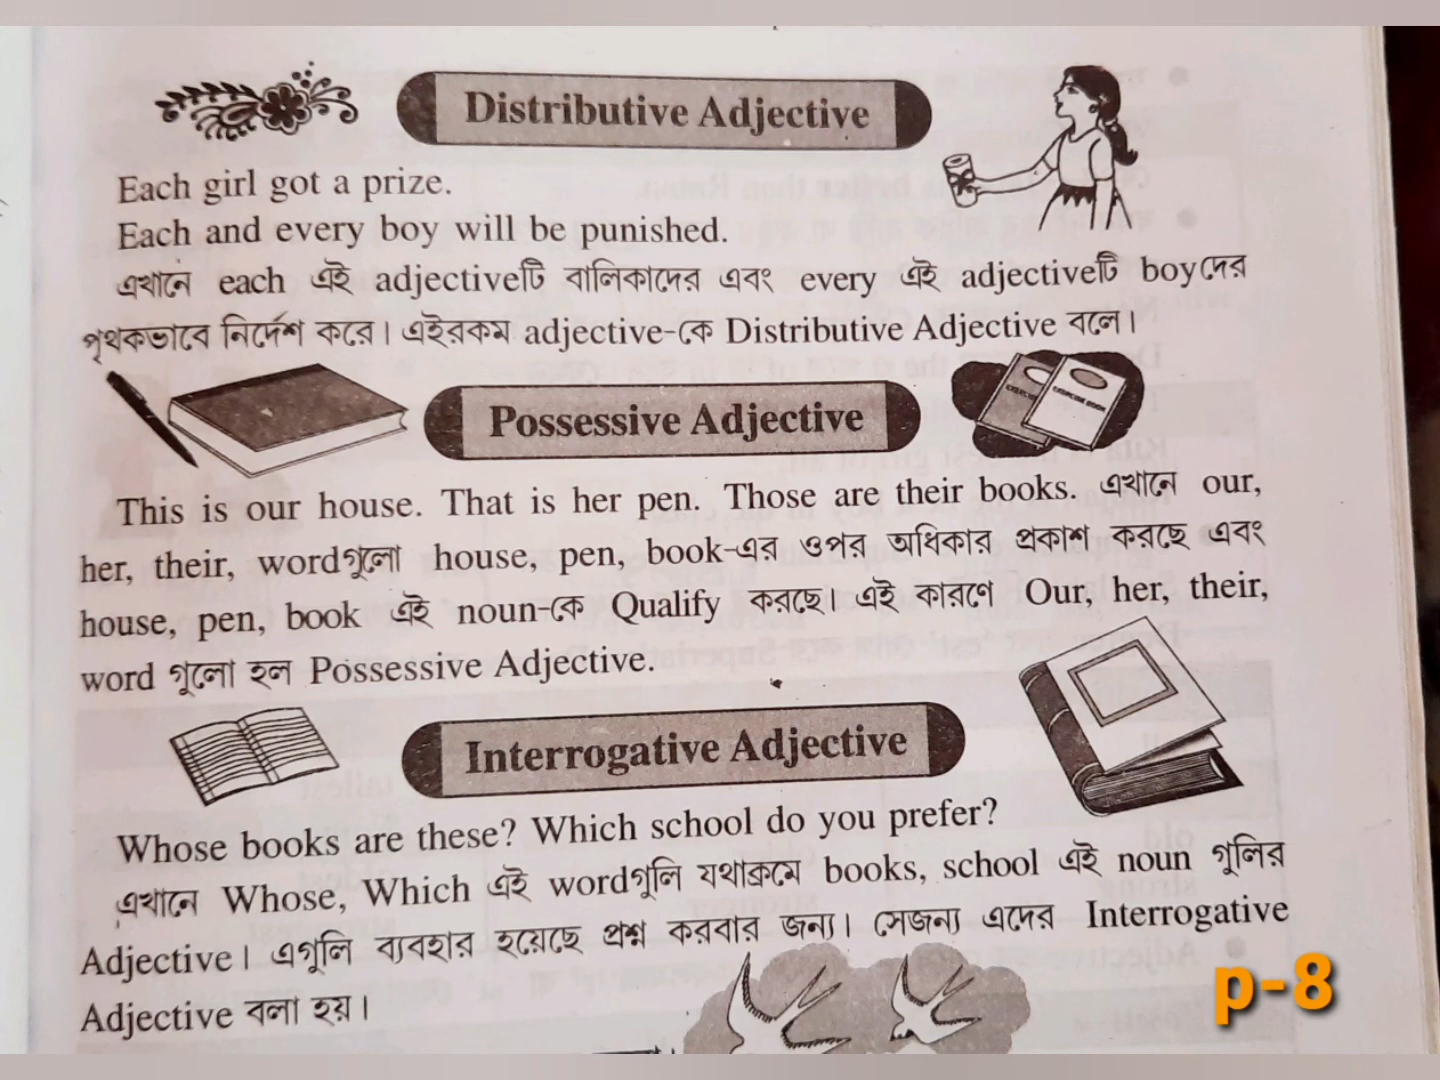 Distributive Adjective
Each girl got a prize.
Each and every boy will be punished.
এখানে each এই adjectiveটি বালিকাদের এবং every এই adjectiveটি boyদের
পৃথকভাবে নির্দেশ করে। এইরকম adjective-কে Distributive Adjective বলে।
Possessive Adjective
This is our house. That is her pen. Those are their books. এখানে our,
her, their, wordগুলো house, pen, book-এর ওপর অধিকার প্রকাশ করছে এবং
house, pen, book এই noun-কে Qualify করছে। এই কারণে Our, her, their,
word গুলো হল Possessive Adjective.
Interrogative Adjective
Whose books are these? Which school do you prefer?
এখানে Whose, Which এই wordগুলি যথাক্রমে books, school এই noun গুলির
Adjective। এগুলি ব্যবহার হয়েছে প্রশ্ন করবার জন্য। সেজন্য এদের Interrogative
Adjective বলা হয়।
p-8